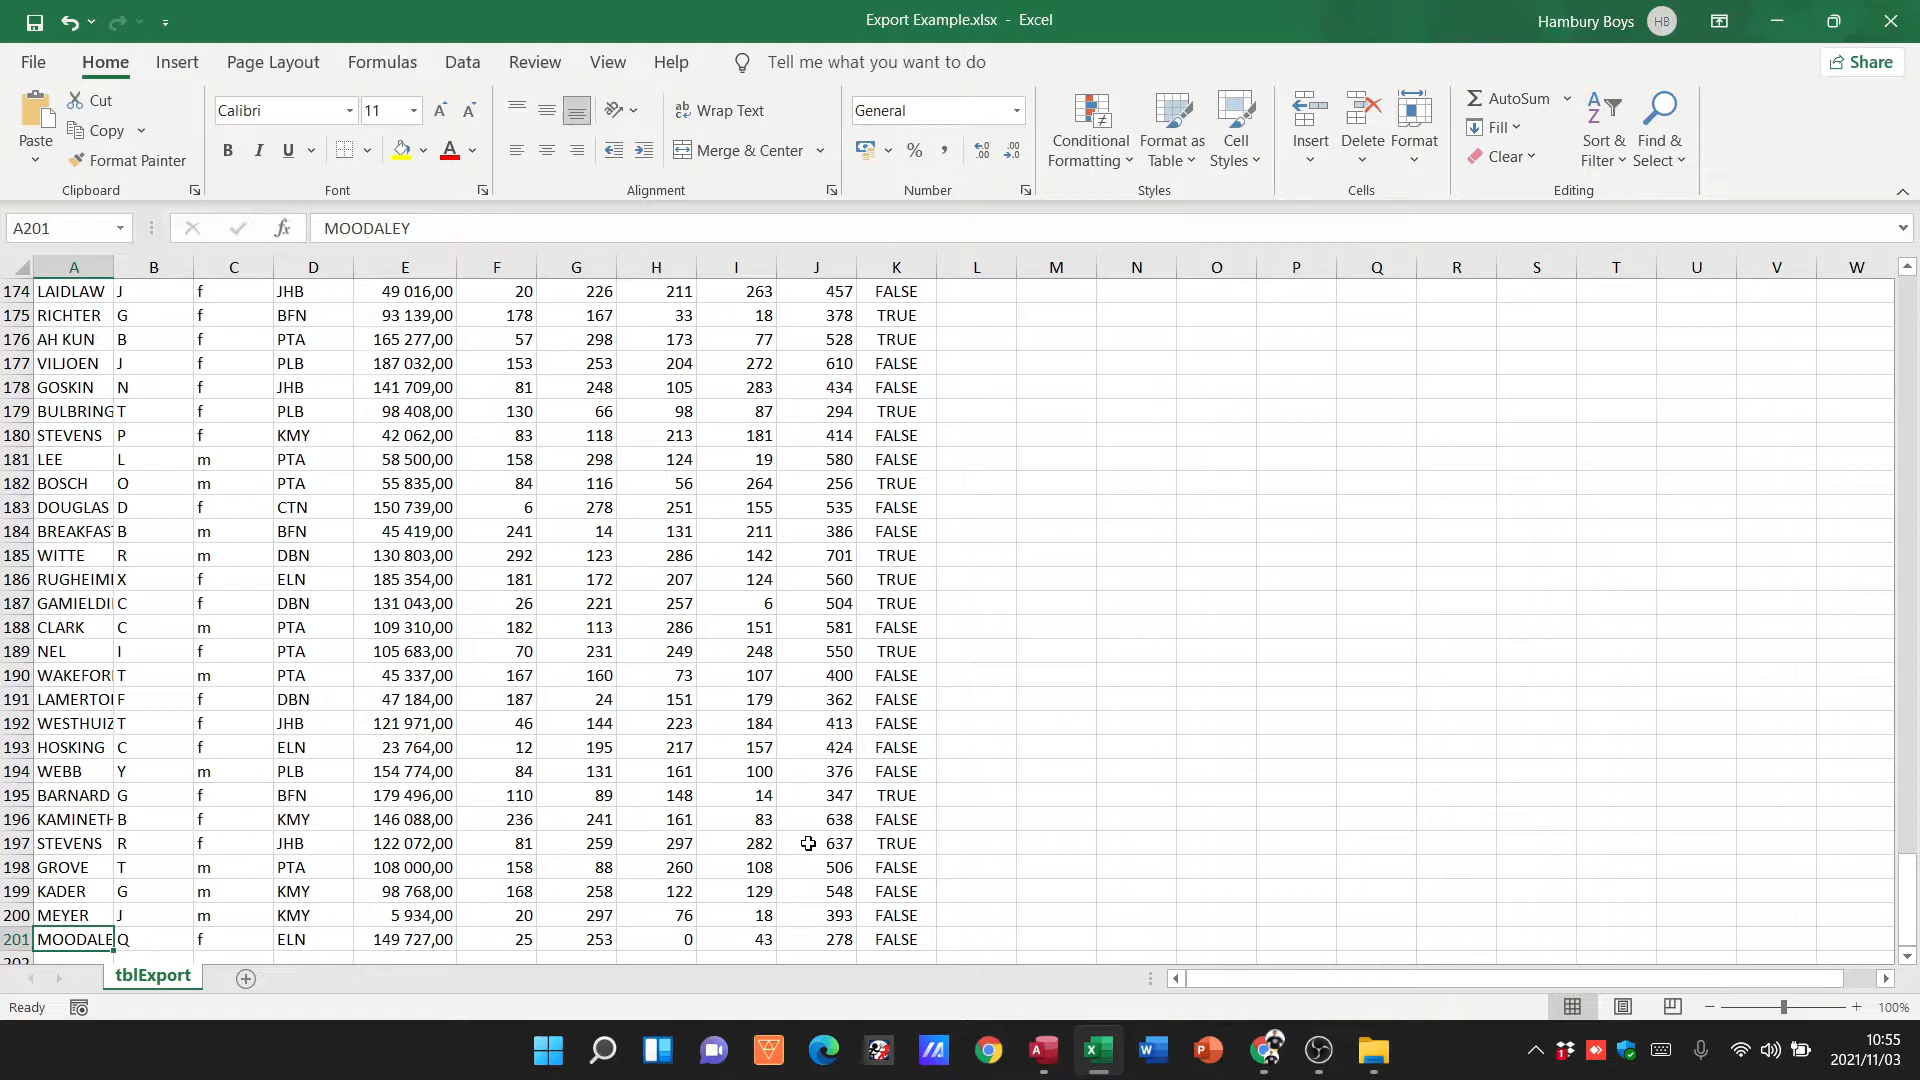 Export Example.xlsx - Excel
Hambury Boys HB
File Home Insert Page Layout Formulas Data Review View Help Tell me what you want to do Share
Paste
Cut
Copy
Format Painter
Clipboard
Calibri 11
B I U A
Font
Wrap Text
Merge & Center
Alignment
General
% ,
Number
Conditional Formatting
Format as Table
Cell Styles
Styles
Insert Delete Format
Cells
AutoSum
Fill
Clear
Sort & Filter
Find & Select
Editing
A201 fx MOODALEY
A B C D E F G H I J K L M N O P Q R S T U V W
174 LAIDLAW J f JHB 49 016,00 20 226 211 263 457 FALSE
175 RICHTER G f BFN 93 139,00 178 167 33 18 378 TRUE
176 AH KUN B f PTA 165 277,00 57 298 173 77 528 TRUE
177 VILJOEN J f PLB 187 032,00 153 253 204 272 610 FALSE
178 GOSKIN N f JHB 141 709,00 81 248 105 283 434 FALSE
179 BULBRING T f PLB 98 408,00 130 66 98 87 294 TRUE
180 STEVENS P f KMY 42 062,00 83 118 213 181 414 FALSE
181 LEE L m PTA 58 500,00 158 298 124 19 580 FALSE
182 BOSCH O m PTA 55 835,00 84 116 56 264 256 TRUE
183 DOUGLAS D f CTN 150 739,00 6 278 251 155 535 FALSE
184 BREAKFAS B m BFN 45 419,00 241 14 131 211 386 FALSE
185 WITTE R m DBN 130 803,00 292 123 286 142 701 TRUE
186 RUGHEIM X f ELN 185 354,00 181 172 207 124 560 TRUE
187 GAMIELDI C f DBN 131 043,00 26 221 257 6 504 TRUE
188 CLARK C m PTA 109 310,00 182 113 286 151 581 FALSE
189 NEL I f PTA 105 683,00 70 231 249 248 550 TRUE
190 WAKEFOR T m PTA 45 337,00 167 160 73 107 400 FALSE
191 LAMERTO F f DBN 47 184,00 187 24 151 179 362 FALSE
192 WESTHUIZ T f JHB 121 971,00 46 144 223 184 413 FALSE
193 HOSKING C f ELN 23 764,00 12 195 217 157 424 FALSE
194 WEBB Y m PLB 154 774,00 84 131 161 100 376 FALSE
195 BARNARD G f BFN 179 496,00 110 89 148 14 347 TRUE
196 KAMINETH B f KMY 146 088,00 236 241 161 83 638 FALSE
197 STEVENS R f JHB 122 072,00 81 259 297 282 637 TRUE
198 GROVE T m PTA 108 000,00 158 88 260 108 506 FALSE
199 KADER G m KMY 98 768,00 168 258 122 129 548 FALSE
200 MEYER J m KMY 5 934,00 20 297 76 18 393 FALSE
201 MOODALE Q f ELN 149 727,00 25 253 0 43 278 FALSE
202
tblExport
Ready 100%
10:55
2021/11/03